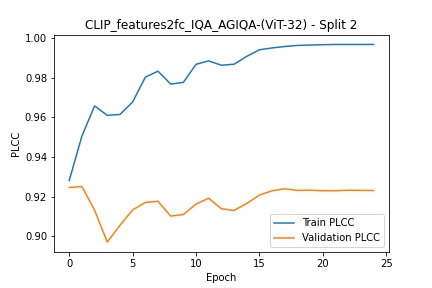 CLIP_features2fc_IQA_AGIQA-(ViT-32) - Split 2
1.00
0.98
0.96
0.94
0.92
0.90
PLCC
0 5 10 15 20 25
Epoch
Train PLCC
Validation PLCC